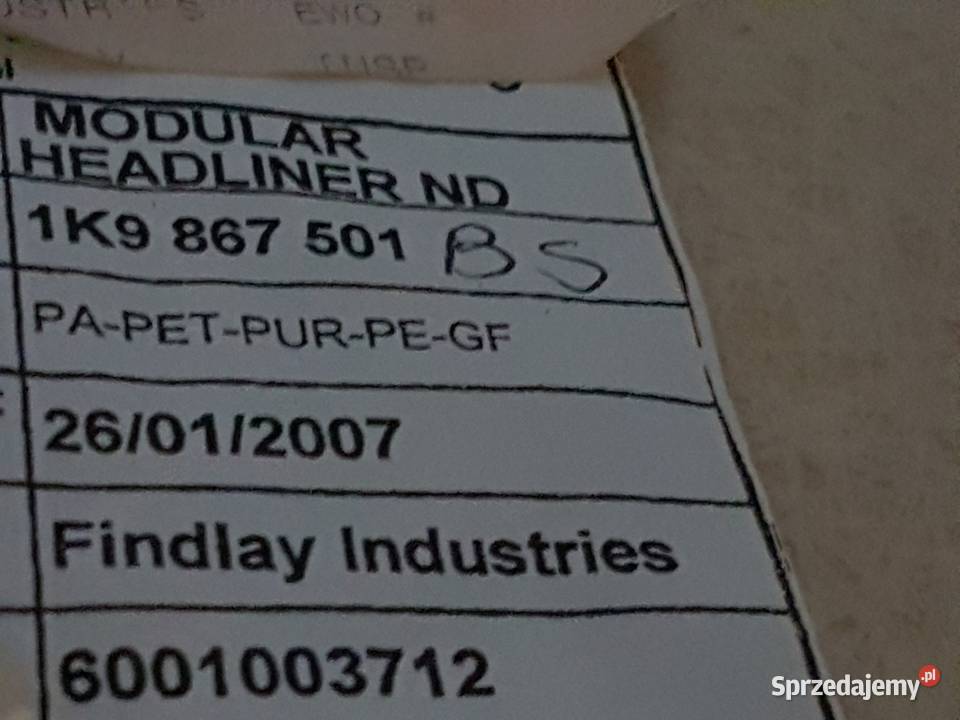 EWO #
MODULAR
HEADLINER ND
1K9 867 501 BS
PA-PET-PUR-PE-GF
26/01/2007
Findlay Industries
6001003712
Sprzedajemy.pl